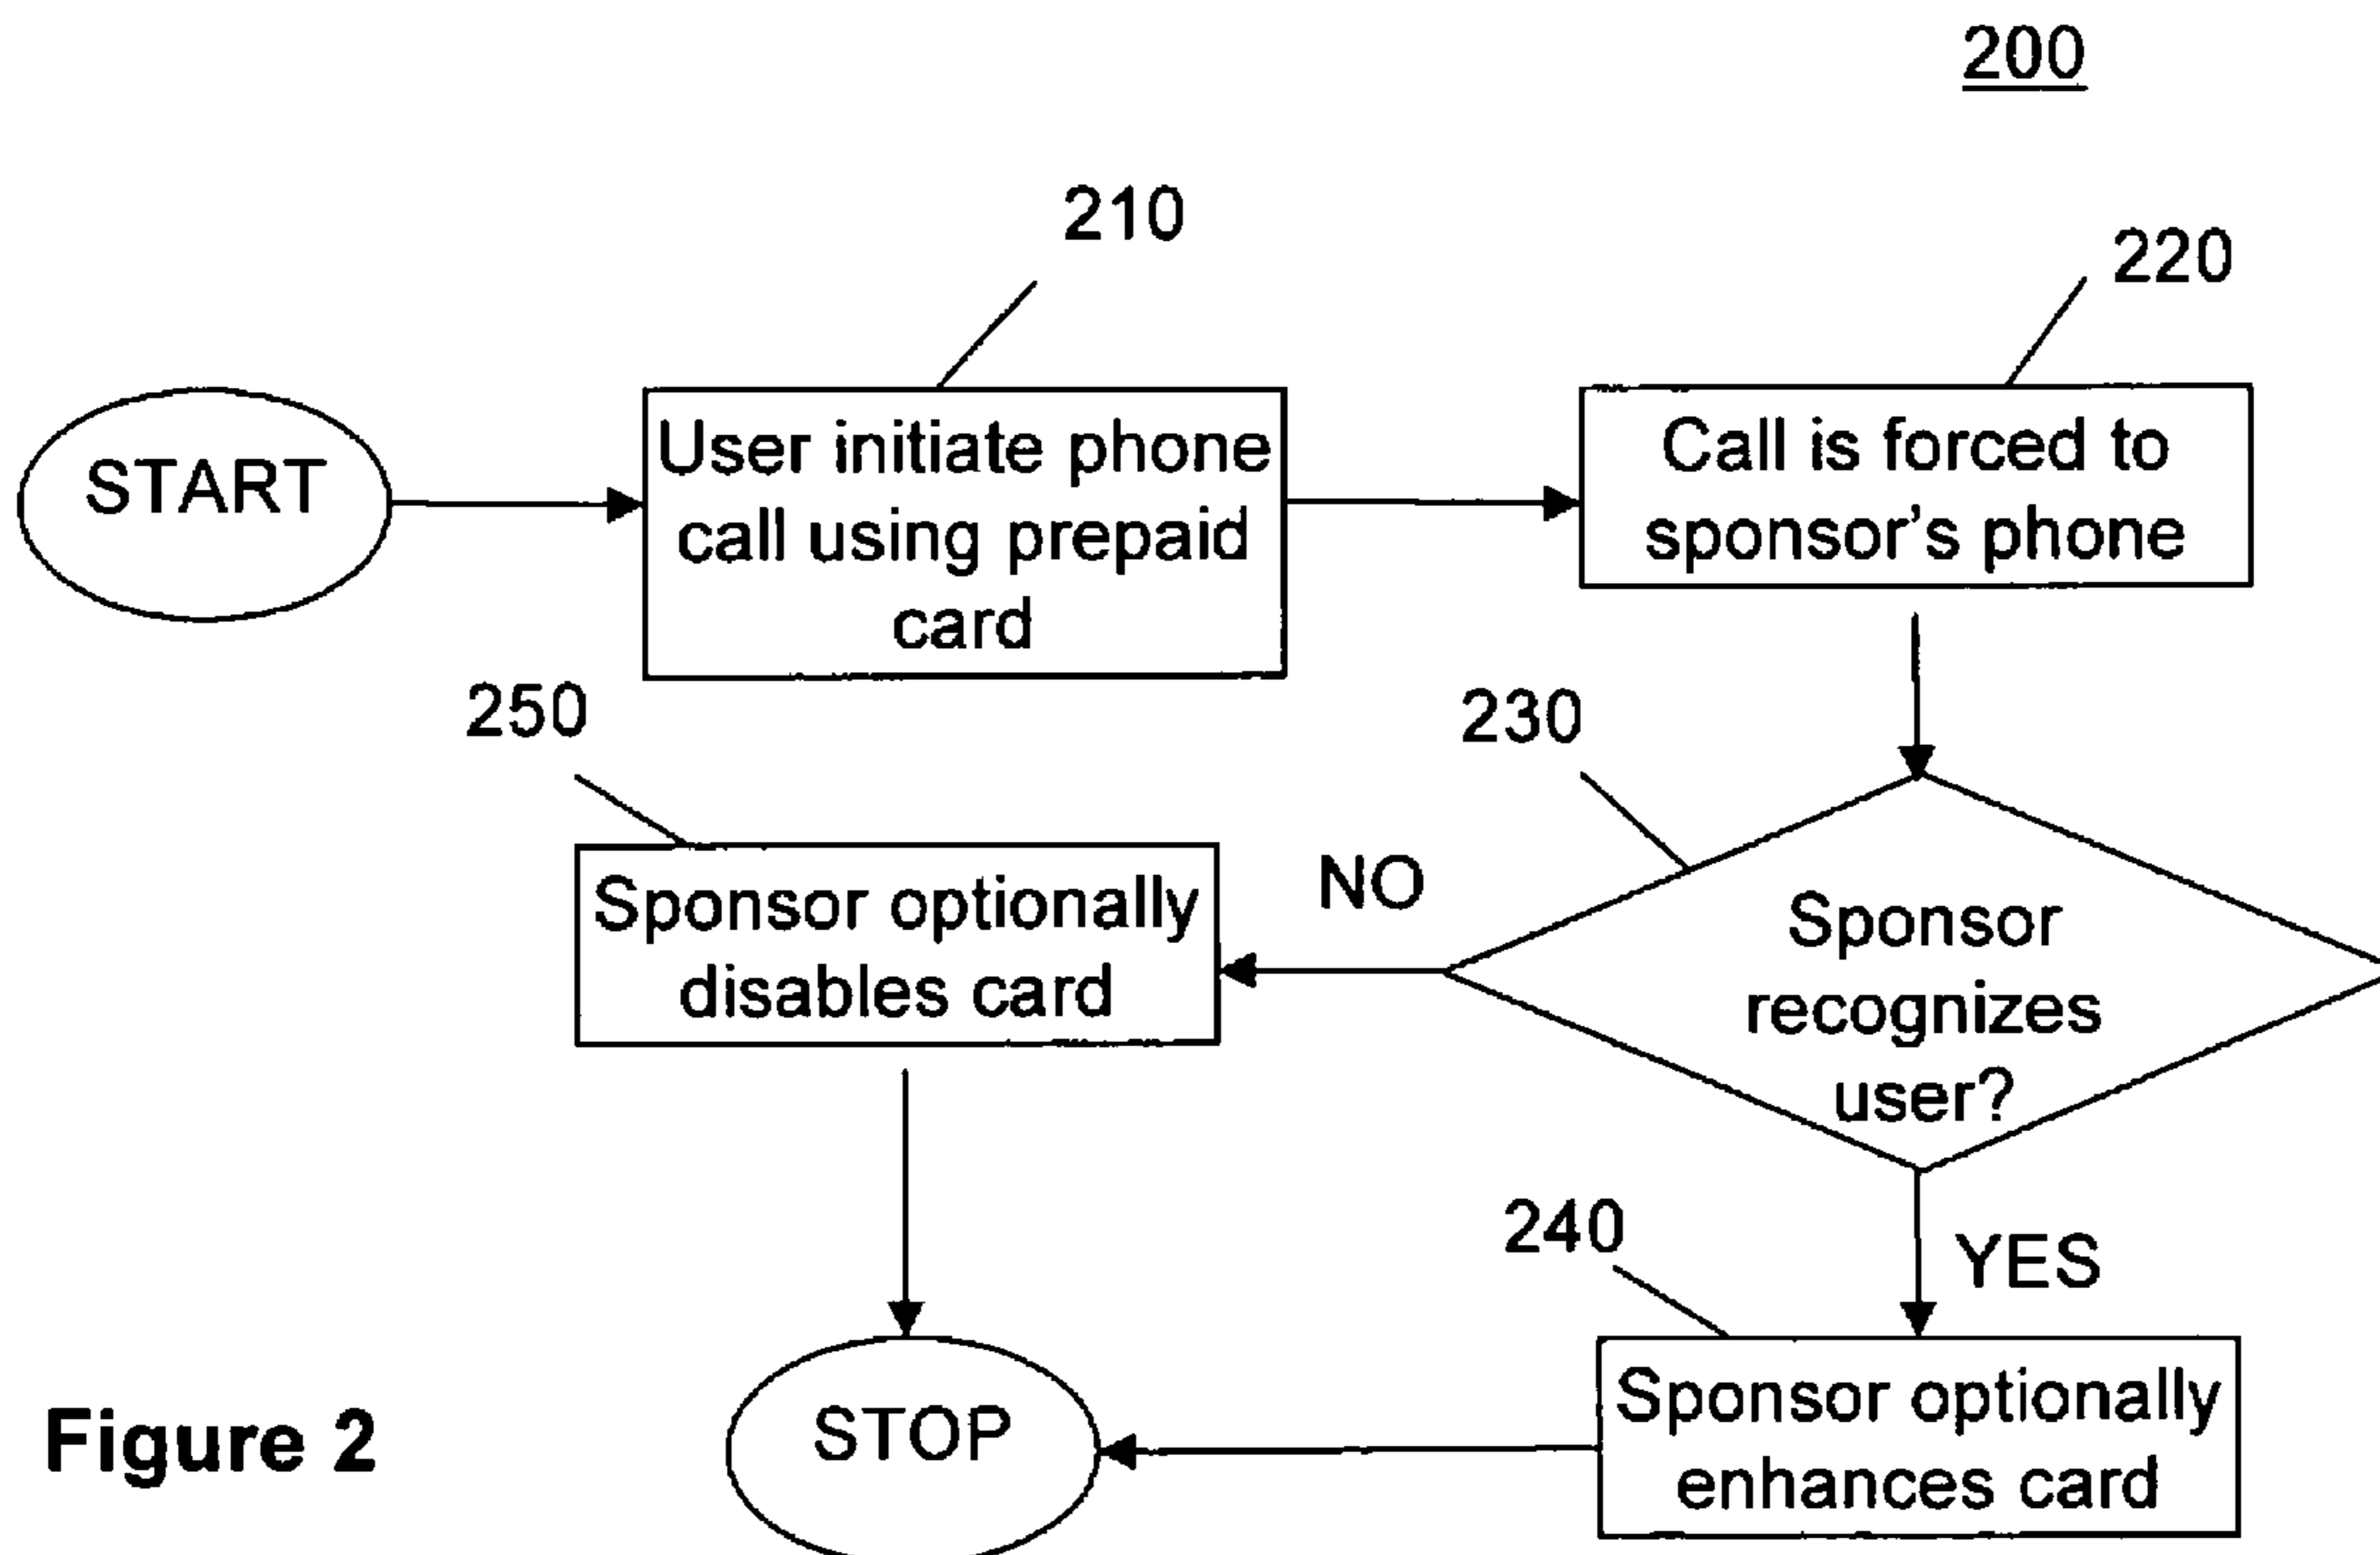 200
210
220
START
User initiate phone
call using prepaid
card
Call is forced to
sponsor's phone
250
230
Sponsor optionally
disables card
NO
Sponsor
recognizes
user?
240
YES
STOP
Sponsor optionally
enhances card
Figure 2